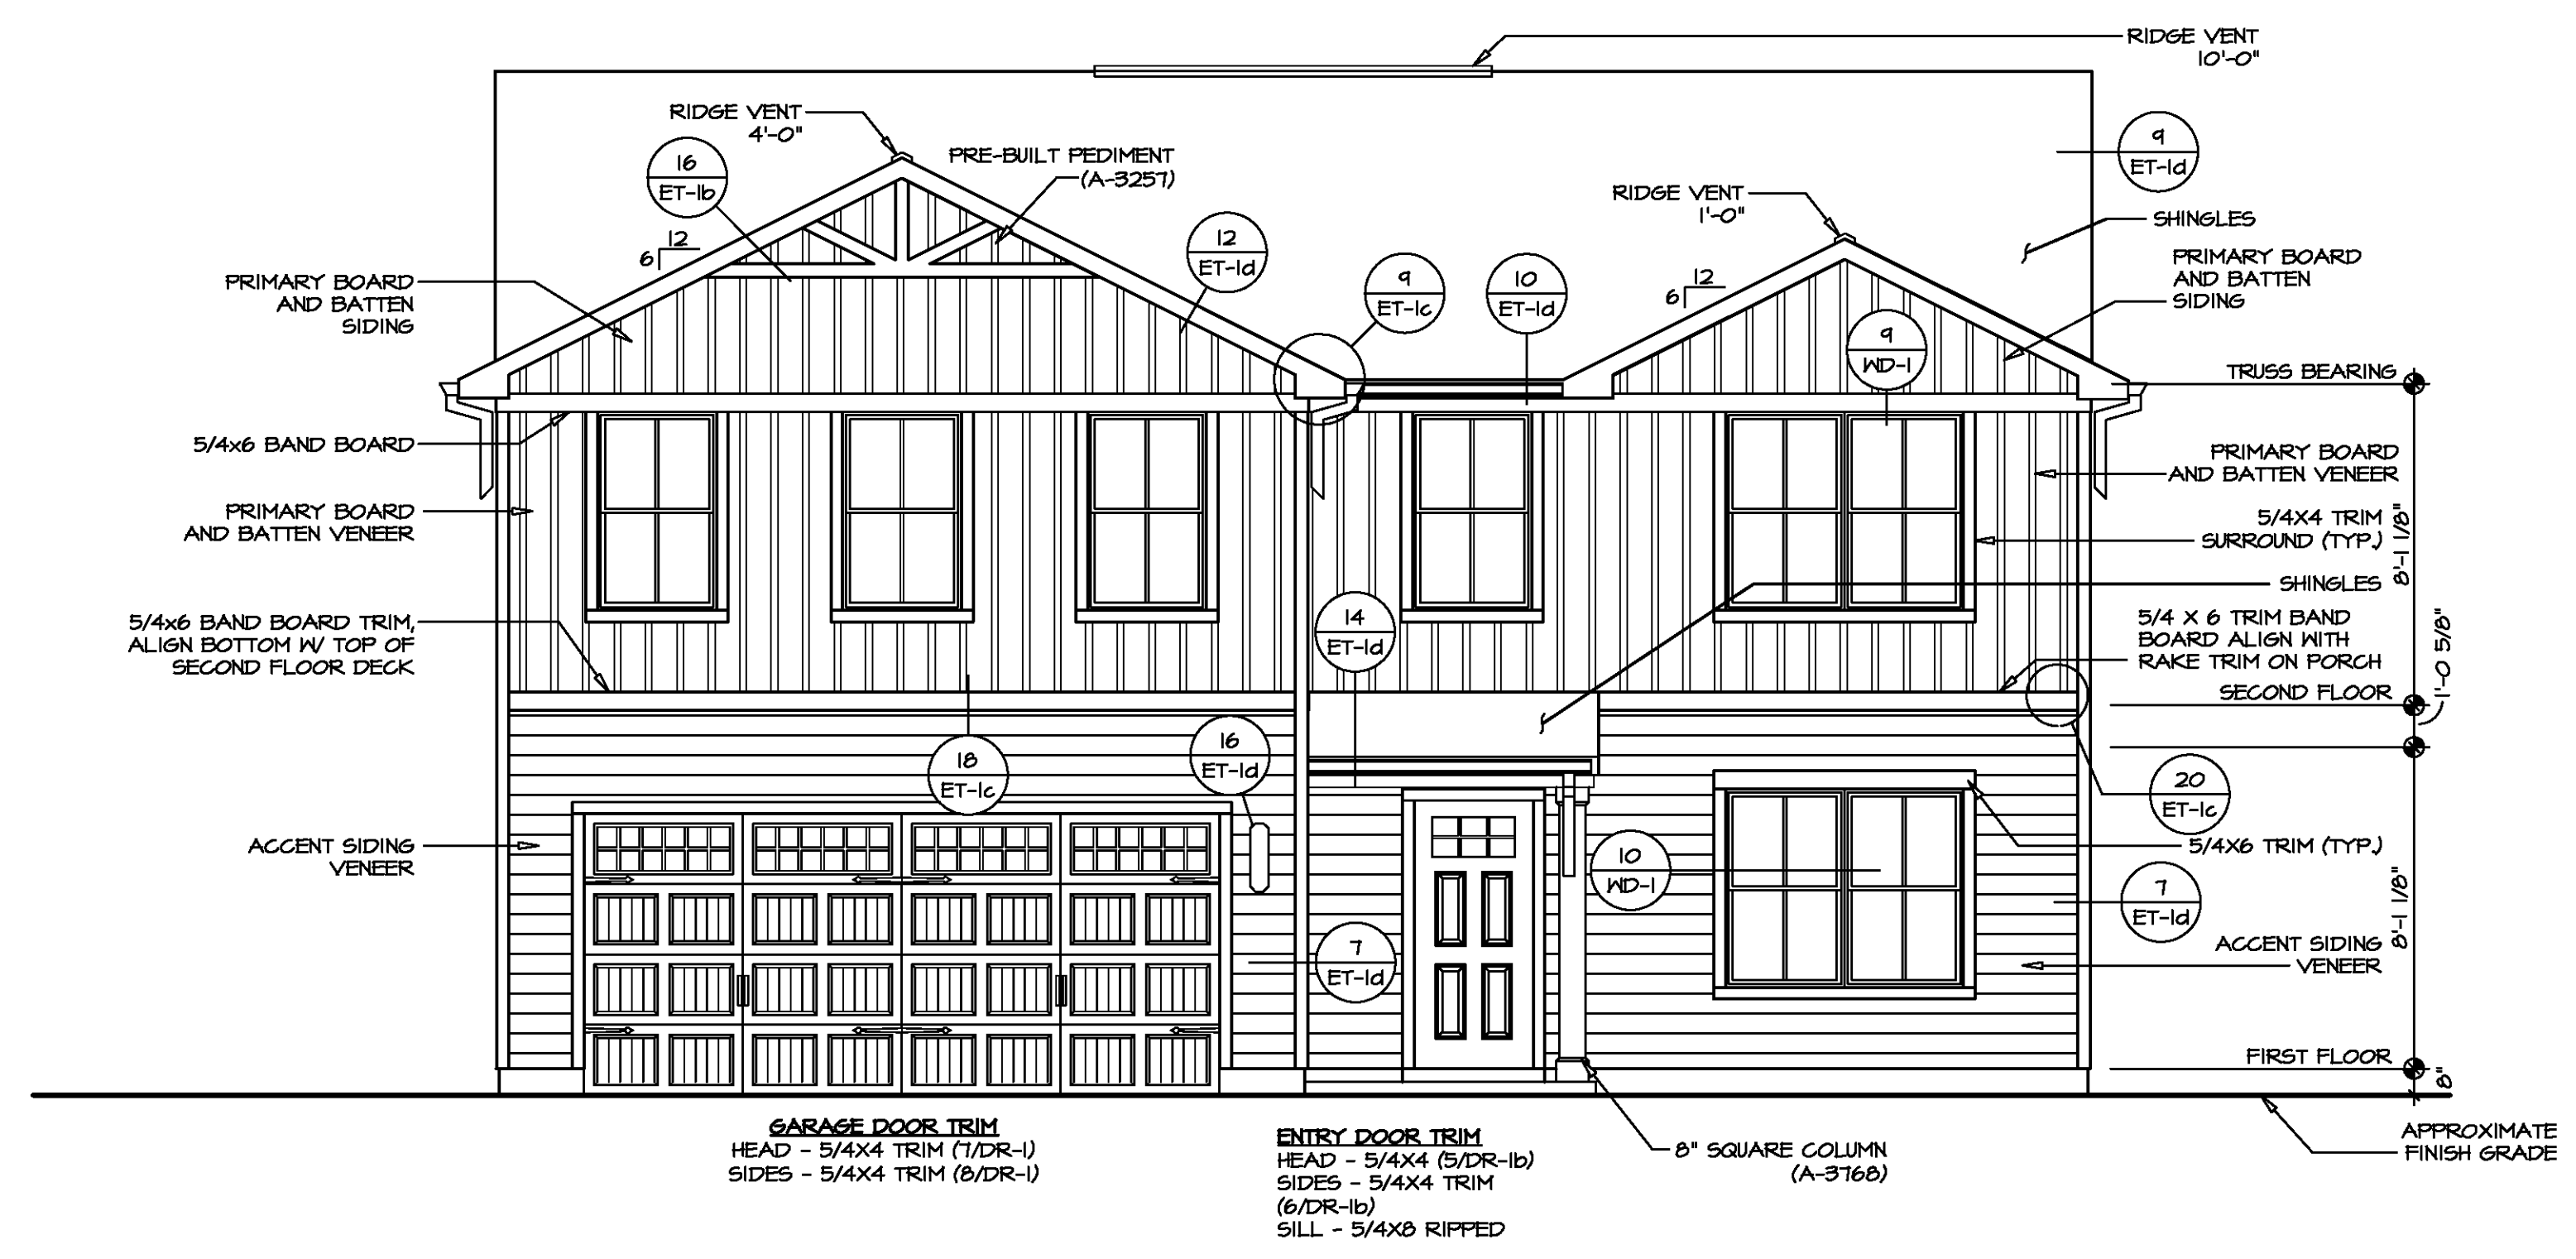 RIDGE VENT
10'-0"
RIDGE VENT
4'-0"
PRE-BUILT PEDIMENT
(A-3257)
16
ET-1b
9
ET-1d
RIDGE VENT
1'-0"
SHINGLES
12
6
12
ET-1d
9
ET-1c
10
ET-1d
12
6
9
WD-1
PRIMARY BOARD
AND BATTEN
SIDING
PRIMARY BOARD
AND BATTEN
SIDING
TRUSS BEARING
5/4x6 BAND BOARD
PRIMARY BOARD
AND BATTEN VENEER
PRIMARY BOARD
AND BATTEN VENEER
5/4X4 TRIM
SURROUND (TYP.)
8'-1 1/8"
SHINGLES
14
ET-1d
5/4x6 BAND BOARD TRIM,
ALIGN BOTTOM W/ TOP OF
SECOND FLOOR DECK
5/4 X 6 TRIM BAND
BOARD ALIGN WITH
RAKE TRIM ON PORCH
SECOND FLOOR
1'-0 5/8"
18
ET-1c
16
ET-1d
20
ET-1c
ACCENT SIDING
VENEER
5/4X6 TRIM (TYP.)
10
WD-1
7
ET-1d
7
ET-1d
8'-1 1/8"
ACCENT SIDING
VENEER
FIRST FLOOR
8"
GARAGE DOOR TRIM
HEAD - 5/4X4 TRIM (7/DR-1)
SIDES - 5/4X4 TRIM (8/DR-1)
ENTRY DOOR TRIM
HEAD - 5/4X4 (5/DR-1b)
SIDES - 5/4X4 TRIM
(6/DR-1b)
SILL - 5/4X8 RIPPED
8" SQUARE COLUMN
(A-3768)
APPROXIMATE
FINISH GRADE